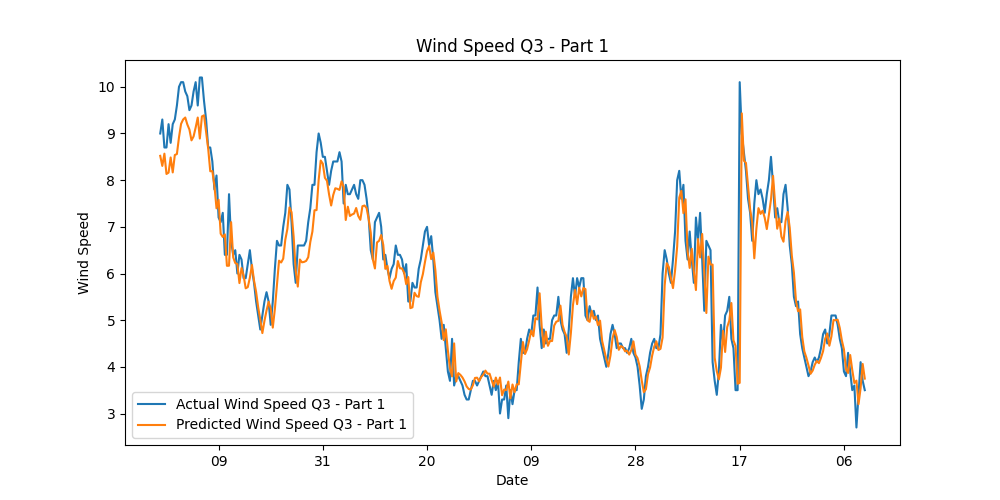 Wind Speed Q3 - Part 1
10
9
8
7
6
5
4
3
Wind Speed
Actual Wind Speed Q3 - Part 1
Predicted Wind Speed Q3 - Part 1
09 31 20 09 28 17 06
Date